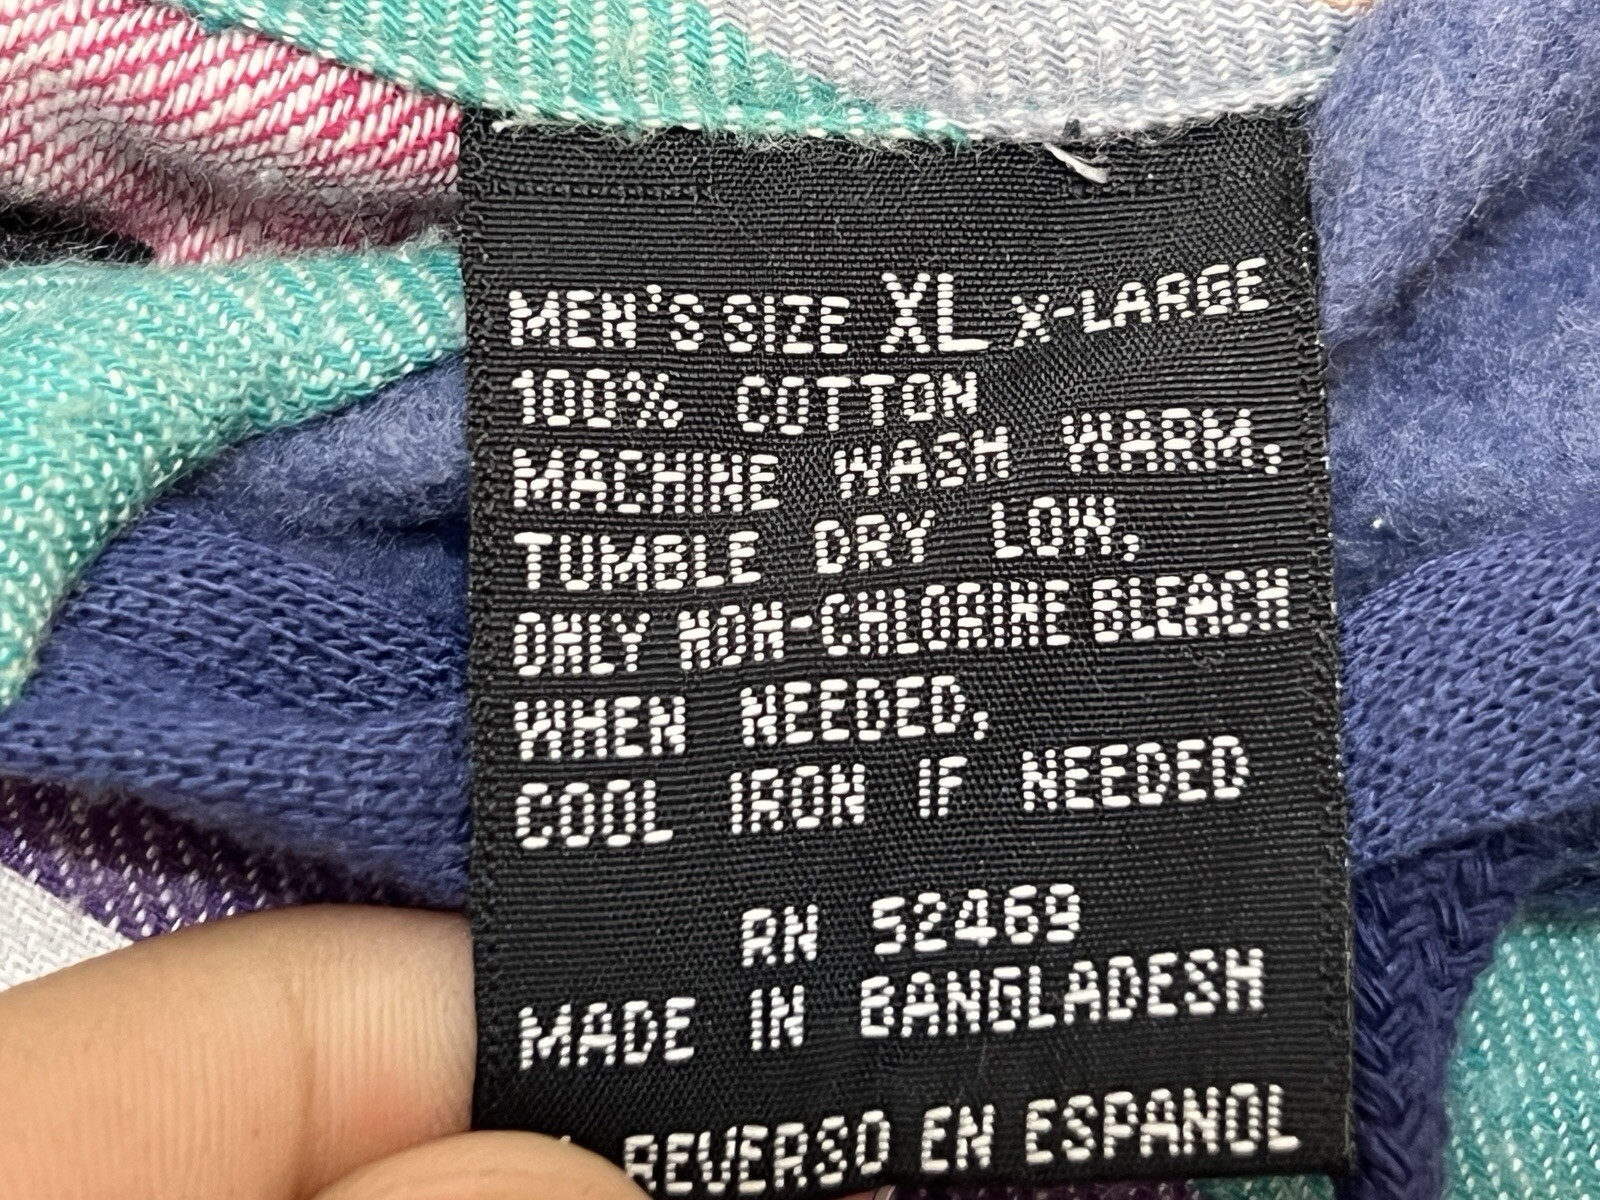 MEN'S SIZE XL X-LARGE
100% COTTON
MACHINE WASH WARM,
TUMBLE DRY LOW,
ONLY NON-CHLORINE BLEACH
WHEN NEEDED,
COOL IRON IF NEEDED
RN 52469
MADE IN BANGLADESH
REVERSO EN ESPANOL